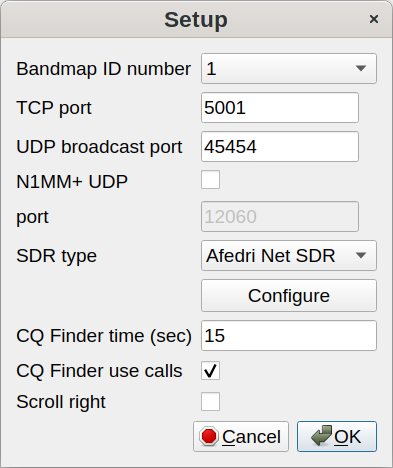 Setup
Bandmap ID number 1
TCP port 5001
UDP broadcast port 45454
N1MM+ UDP
port 12060
SDR type Afedri Net SDR
Configure
CQ Finder time (sec) 15
CQ Finder use calls
Scroll right
Cancel OK